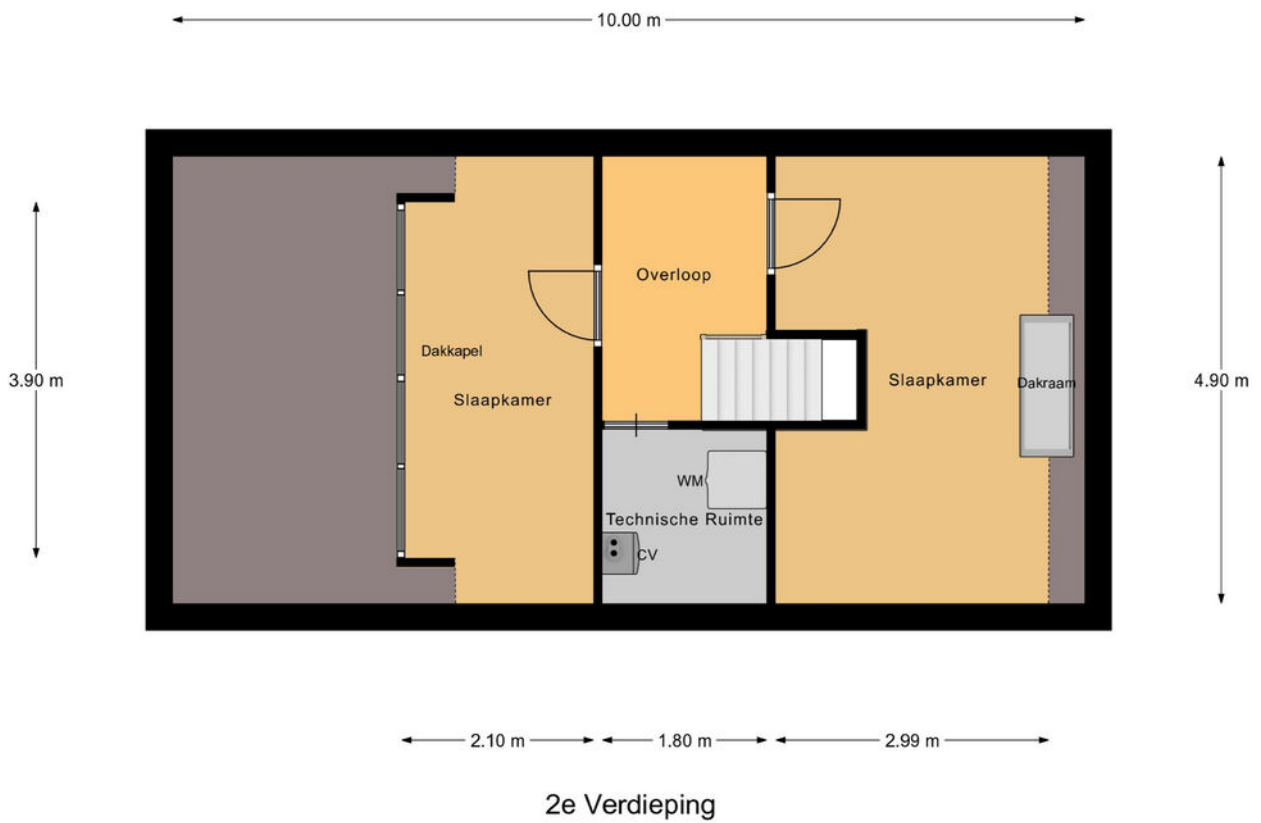 10.00 m
Overloop
Dakkapel
3.90 m
Slaapkamer
Slaapkamer
Dakraam
4.90 m
WM
Technische Ruimte
CV
2.10 m
1.80 m
2.99 m
2e Verdieping